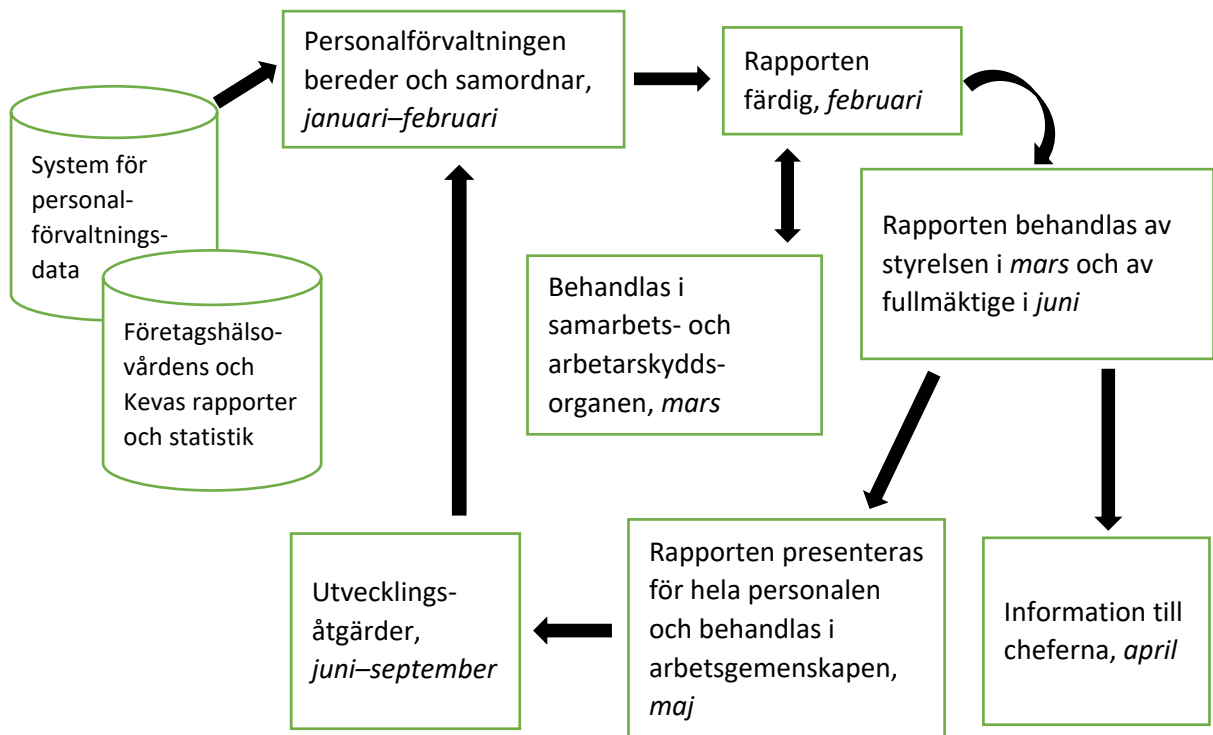 Personalförvaltningen
bereder och samordnar,
januari–februari
Rapporten
färdig, februari
System för
personal-
förvaltnings-
data
Företagshälso-
vårdens och
Kevas rapporter
och statistik
Behandlas i
samarbets- och
arbetarskydds-
organen, mars
Rapporten behandlas av
styrelsen i mars och av
fullmäktige i juni
Utvecklings-
åtgärder,
juni–september
Rapporten presenteras
för hela personalen
och behandlas i
arbetsgemenskapen,
maj
Information till
cheferna, april